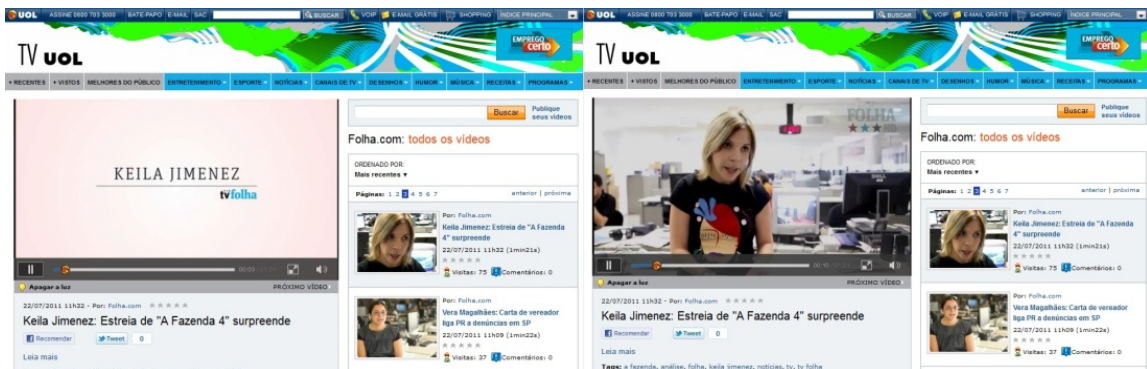 UOL ASSINE 0800 703 3000 BATE-PAPO E-MAIL SAC BUSCAR VOIP E-MAIL GRÁTIS SHOPPING ÍNDICE PRINCIPAL
TV UOL
EMPREGO certo
+ RECENTES + VISTOS MELHORES DO PÚBLICO ENTRETENIMENTO ESPORTE NOTÍCIAS CANAIS DE TV DESENHOS HUMOR MÚSICA RECEITAS PROGRAMAS
KEILA JIMENEZ
tvfolha
Buscar
Publique
seus vídeos
Folha.com: todos os vídeos
ORDENADO POR:
Mais recentes ▾
Páginas: 1 2 3 4 5 6 7 anterior | próxima
Por: Folha.com
Keila Jimenez: Estreia de "A Fazenda
4" surpreende
22/07/2011 11h32 (1min21s)
Visitas: 75 Comentários: 0
Por: Folha.com
Vera Magalhães: Carta de vereador
liga PR a denúncias em SP
22/07/2011 11h09 (1min22s)
Visitas: 37 Comentários: 0
Apagar a luz PRÓXIMO VÍDEO
22/07/2011 11h32 - Por: Folha.com
Keila Jimenez: Estreia de "A Fazenda 4" surpreende
Recomendar Tweet 0
Leia mais
UOL ASSINE 0800 703 3000 BATE-PAPO E-MAIL SAC BUSCAR VOIP E-MAIL GRÁTIS SHOPPING ÍNDICE PRINCIPAL
TV UOL
EMPREGO certo
+ RECENTES + VISTOS MELHORES DO PÚBLICO ENTRETENIMENTO ESPORTE NOTÍCIAS CANAIS DE TV DESENHOS HUMOR MÚSICA RECEITAS PROGRAMAS
FOLHA
HD
Buscar
Publique
seus vídeos
Folha.com: todos os vídeos
ORDENADO POR:
Mais recentes ▾
Páginas: 1 2 3 4 5 6 7 anterior | próxima
Por: Folha.com
Keila Jimenez: Estreia de "A Fazenda
4" surpreende
22/07/2011 11h32 (1min21s)
Visitas: 75 Comentários: 0
Por: Folha.com
Vera Magalhães: Carta de vereador
liga PR a denúncias em SP
22/07/2011 11h09 (1min22s)
Visitas: 37 Comentários: 0
Apagar a luz PRÓXIMO VÍDEO
22/07/2011 11h32 - Por: Folha.com
Keila Jimenez: Estreia de "A Fazenda 4" surpreende
Recomendar Tweet 0
Leia mais
Tags: a fazenda, análise, folha, keila jimenez, notícias, tv, tv folha